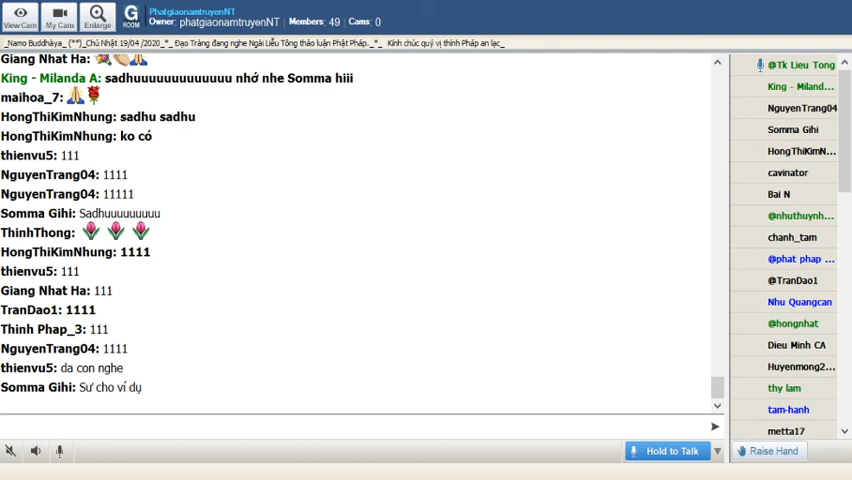 PhatgiaonamtruyenNT
Owner: phatgiaonamtruyenNT Members: 49 Cams: 0
View Cam
My Cam
Enlarge
G
ROOM
_Namo Buddhàya_ (**)_Chủ Nhật 19/04 /2020_*_ Đạo Tràng đang nghe Ngài Liễu Tông thảo luận Phật Pháp._*_ Kính chúc quý vị thính Pháp an lạc_
Giang Nhat Ha:
King - Milanda A: sadhuuuuuuuuuuuuu nhớ nhe Somma hiii
maihoa_7:
HongThiKimNhung: sadhu sadhu
HongThiKimNhung: ko có
thienvu5: 111
NguyenTrang04: 1111
NguyenTrang04: 11111
Somma Gihi: Sadhuuuuuuuuu
ThinhThong:
HongThiKimNhung: 1111
thienvu5: 111
Giang Nhat Ha: 111
TranDao1: 1111
Thinh Phap_3: 111
NguyenTrang04: 1111
thienvu5: da con nghe
Somma Gihi: Sư cho ví dụ
@Tk Lieu Tong
King - Miland...
NguyenTrang04
Somma Gihi
HongThiKimN...
cavinator
Bai N
@nhuthuynh...
chanh_tam
@phat phap ...
@TranDao1
Nhu Quangcan
@hongnhat
Dieu Minh CA
Huyenmong2...
thy lam
tam-hanh
metta17
Hold to Talk
Raise Hand